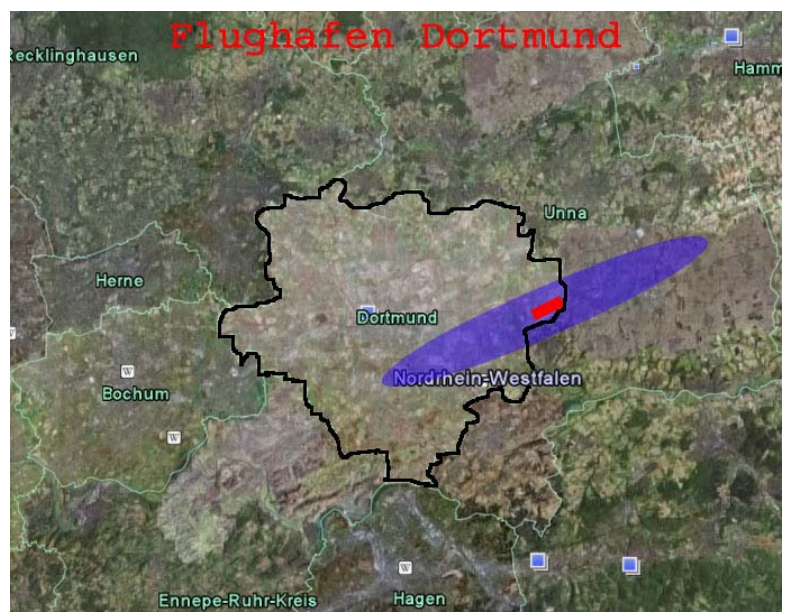 Flughafen Dortmund
Recklinghausen
Hamm
Unna
Herne
Dortmund
Nordrhein-Westfalen
Bochum
W
W
W
Ennepe-Ruhr-Kreis
Hagen